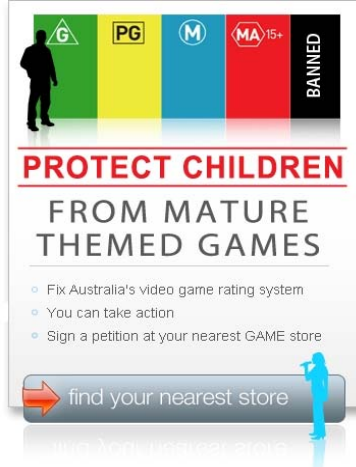 G PG M MA 15+ BANNED
PROTECT CHILDREN
FROM MATURE
THEMED GAMES
Fix Australia's video game rating system
You can take action
Sign a petition at your nearest GAME store
find your nearest store